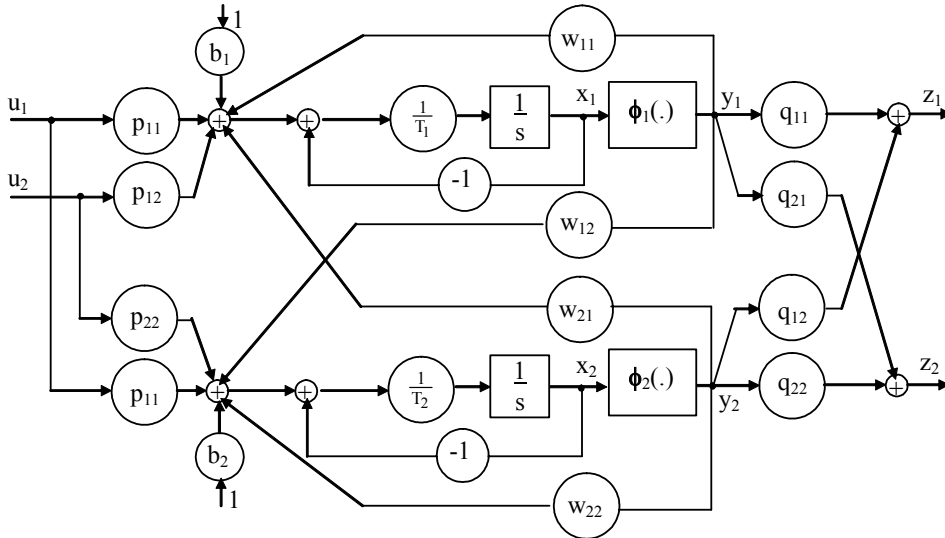 1
b₁
w₁₁
u₁
p₁₁
+
+
1/T₁
1/s
x₁
ϕ₁(.)
y₁
q₁₁
+
z₁
u₂
p₁₂
-1
q₂₁
w₁₂
p₂₂
w₂₁
q₁₂
p₁₁
+
+
1/T₂
1/s
x₂
ϕ₂(.)
y₂
q₂₂
+
z₂
b₂
-1
1
w₂₂